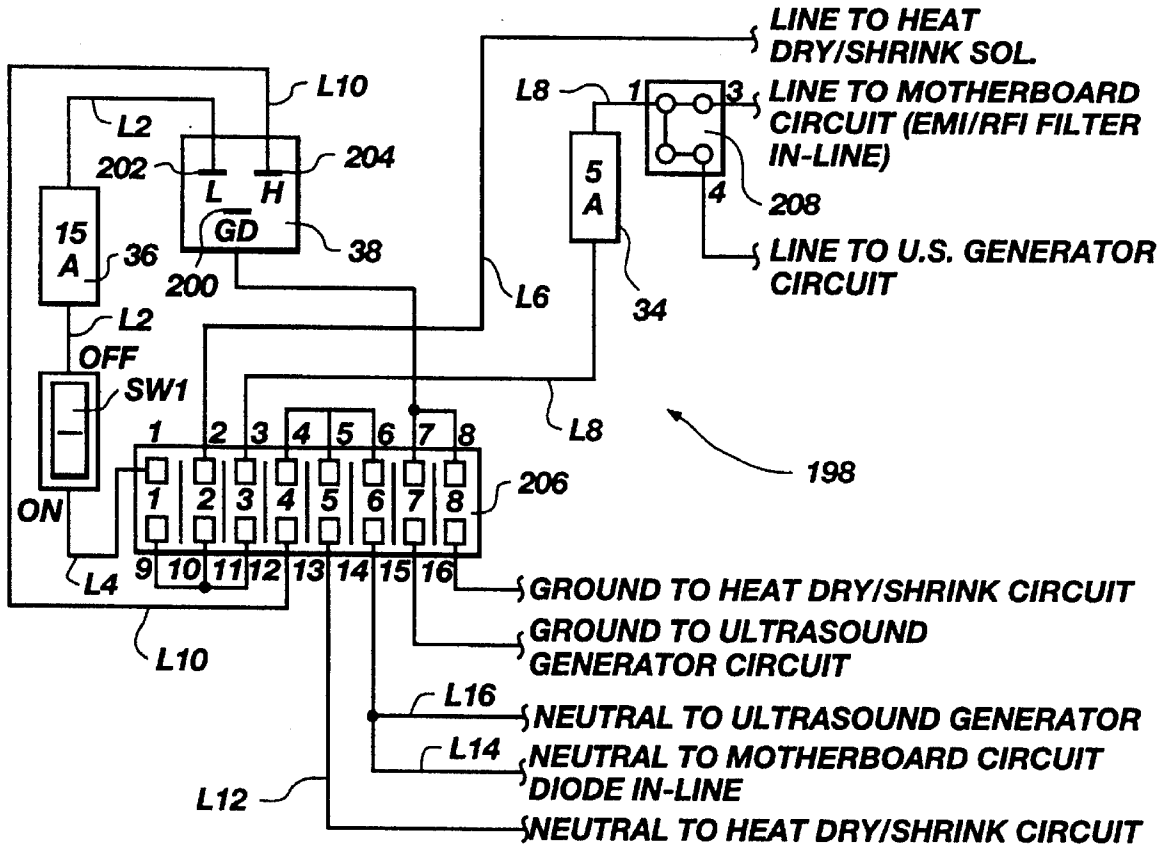 LINE TO HEAT
DRY/SHRINK SOL.
L10
L8
1
3
LINE TO MOTHERBOARD
CIRCUIT (EMI/RFI FILTER
IN-LINE)
L2
202
204
L
H
5
A
4
208
15
A
36
GD
38
200
LINE TO U.S. GENERATOR
CIRCUIT
L6
34
L2
OFF
SW1
L8
1
2
3
4
5
6
7
8
198
206
1
2
3
4
5
6
7
8
ON
L4
9
10
11
12
13
14
15
16
GROUND TO HEAT DRY/SHRINK CIRCUIT
L10
GROUND TO ULTRASOUND
GENERATOR CIRCUIT
L16
NEUTRAL TO ULTRASOUND GENERATOR
L14
NEUTRAL TO MOTHERBOARD CIRCUIT
DIODE IN-LINE
L12
NEUTRAL TO HEAT DRY/SHRINK CIRCUIT